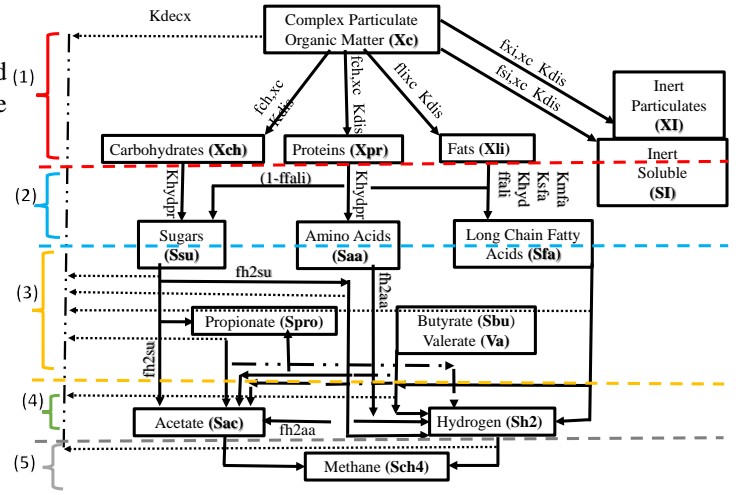 Kdecx
Complex Particulate
Organic Matter (Xc)
d
(1)
e
fch,xc Kdis
fch,xc Kdis
flixc Kdis
fxi,xc Kdis
fsi,xc Kdis
Inert
Particulates
(XI)
Carbohydrates (Xch)
Proteins (Xpr)
Fats (Xli)
Inert
Soluble
(SI)
(2)
Khydpr
(1-ffali)
Khydpr
ffali
Khyd
Ksfa
Kmfa
Sugars
(Ssu)
Amino Acids
(Saa)
Long Chain Fatty
Acids (Sfa)
(3)
fh2su
fh2aa
Propionate (Spro)
Butyrate (Sbu)
Valerate (Va)
fh2su
(4)
Acetate (Sac)
fh2aa
Hydrogen (Sh2)
(5)
Methane (Sch4)